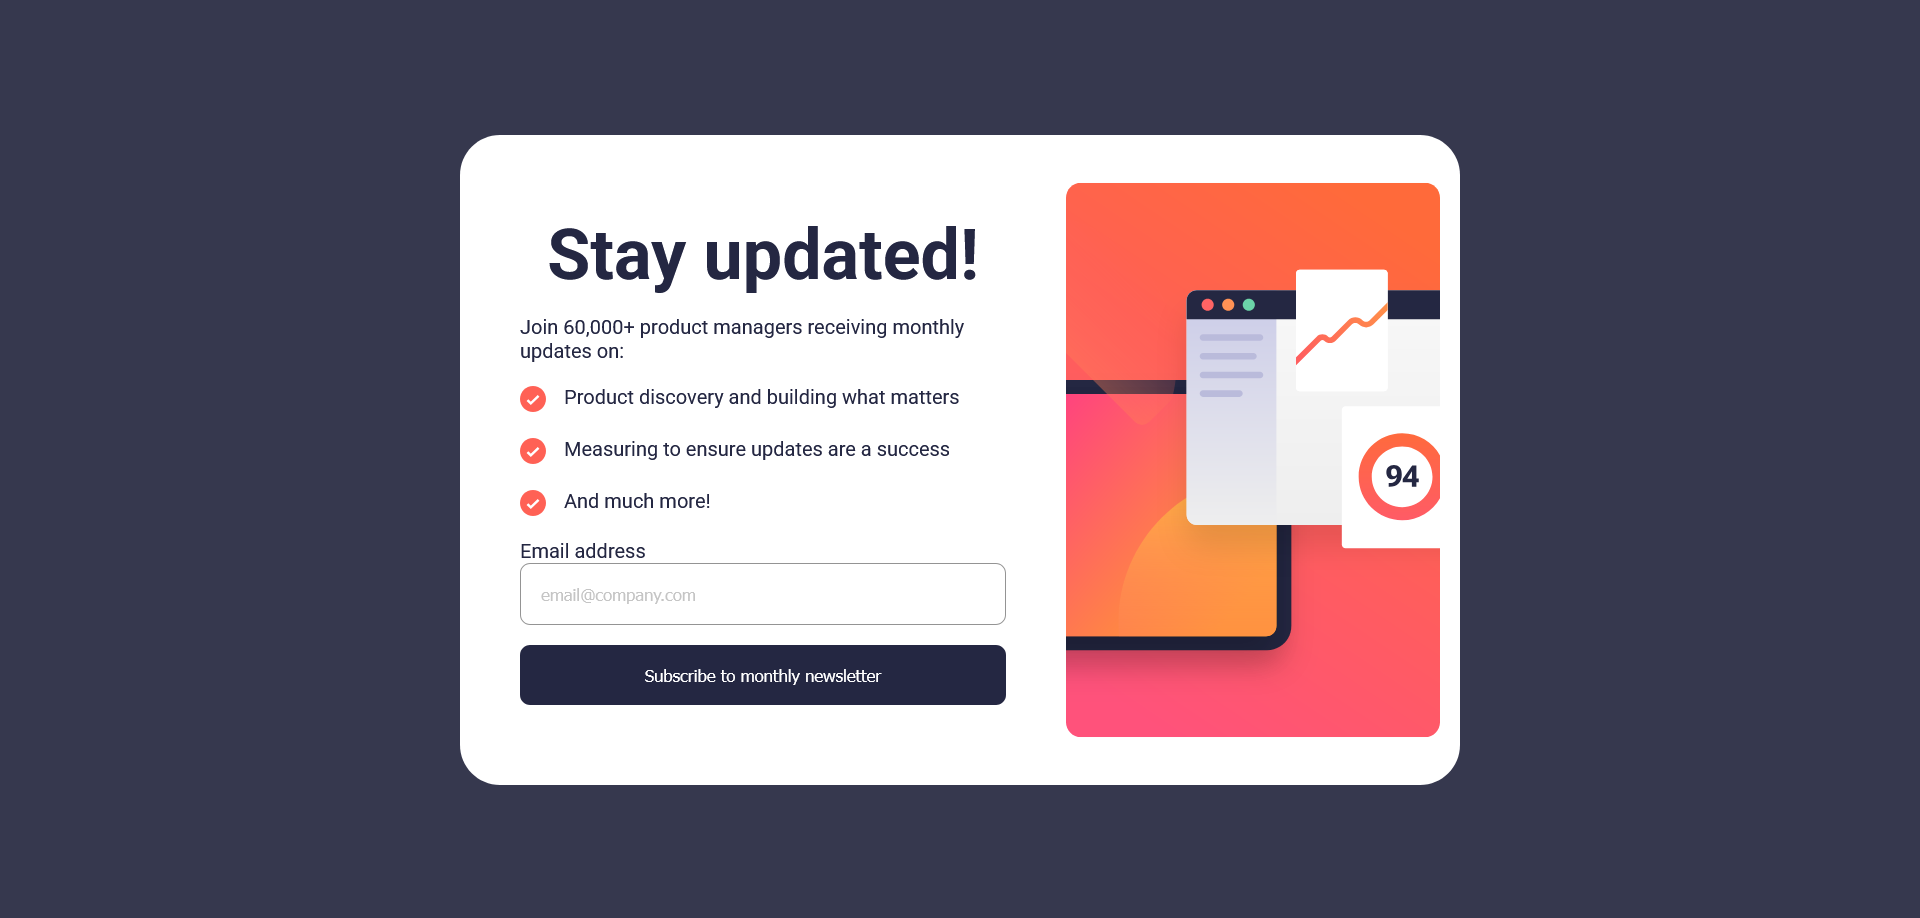 Stay updated!
Join 60,000+ product managers receiving monthly
updates on:
Product discovery and building what matters
Measuring to ensure updates are a success
And much more!
Email address
email@company.com
Subscribe to monthly newsletter
94